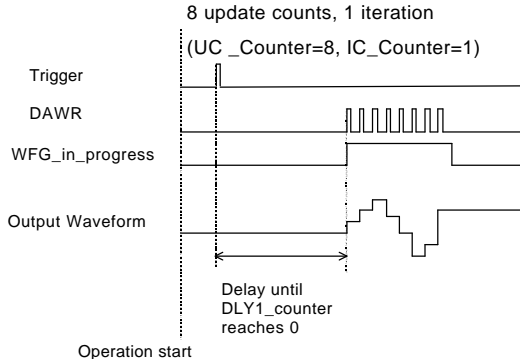 8 update counts, 1 iteration
(UC _Counter=8, IC_Counter=1)
Trigger
DAWR
WFG_in_progress
Output Waveform
Delay until
DLY1_counter
reaches 0
Operation start